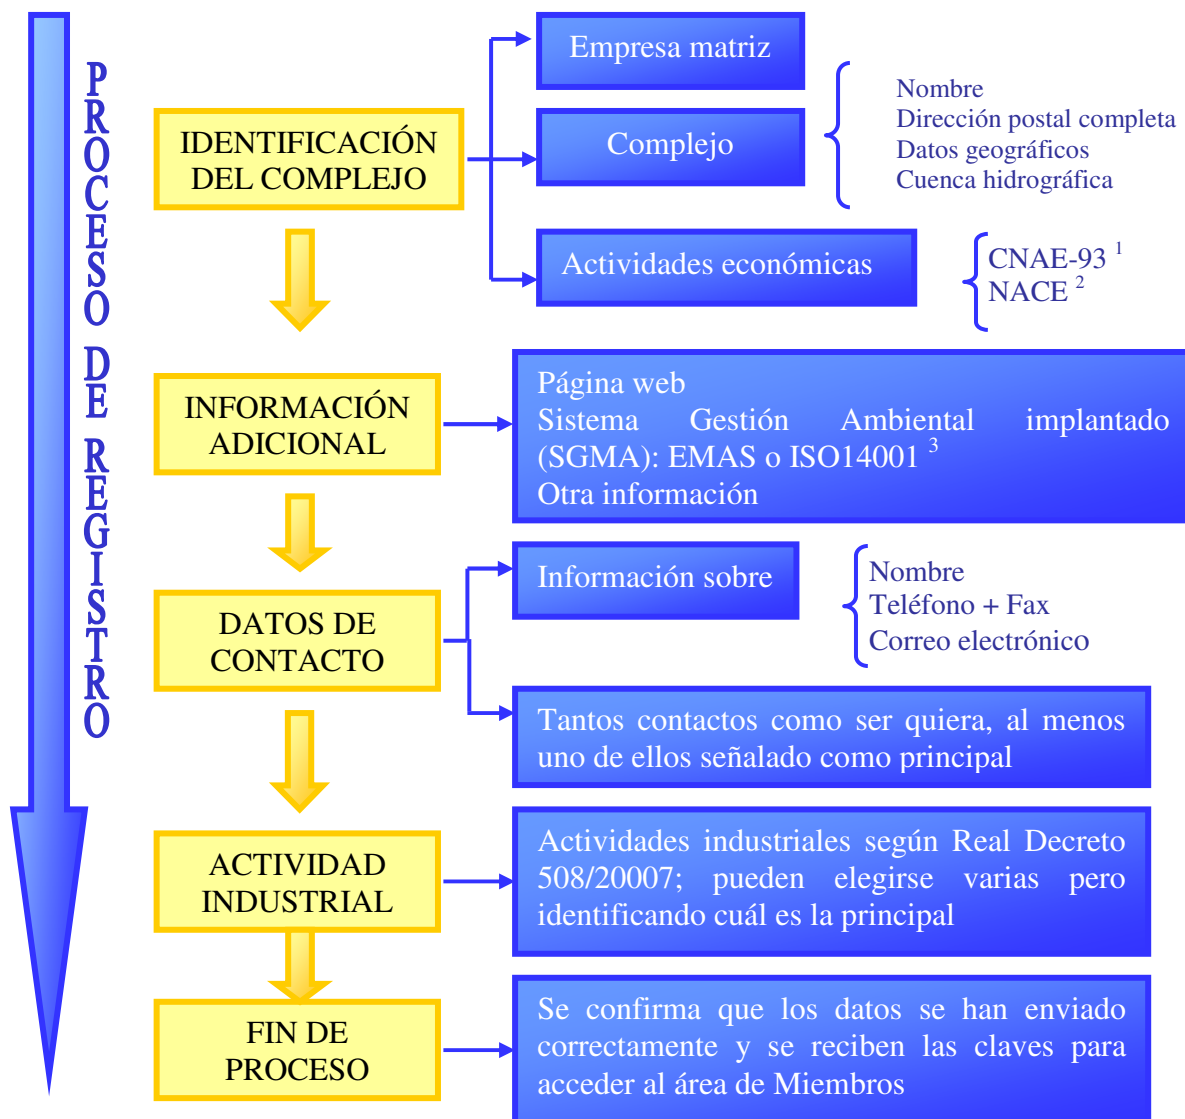 PROCESO DE REGISTRO
IDENTIFICACIÓN
DEL COMPLEJO
Empresa matriz
Complejo
Nombre
Dirección postal completa
Datos geográficos
Cuenca hidrográfica
Actividades económicas
CNAE-93 1
NACE 2
INFORMACIÓN
ADICIONAL
Página web
Sistema Gestión Ambiental implantado
(SGMA): EMAS o ISO14001 3
Otra información
DATOS DE
CONTACTO
Información sobre
Nombre
Teléfono + Fax
Correo electrónico
Tantos contactos como ser quiera, al menos
uno de ellos señalado como principal
ACTIVIDAD
INDUSTRIAL
Actividades industriales según Real Decreto
508/20007; pueden elegirse varias pero
identificando cuál es la principal
FIN DE
PROCESO
Se confirma que los datos se han enviado
correctamente y se reciben las claves para
acceder al área de Miembros